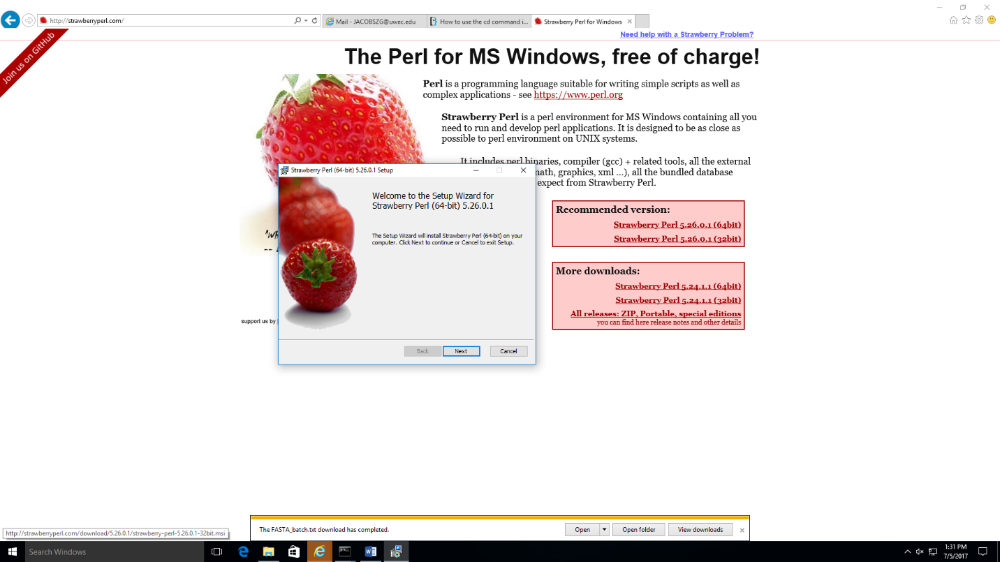 http://strawberryperl.com/
Mail - JACOBSZG@uwec.edu
How to use the cd command i...
Strawberry Perl for Windows
Join us on GitHub
Need help with a Strawberry Problem?
The Perl for MS Windows, free of charge!
Perl is a programming language suitable for writing simple scripts as well as
complex applications - see https://www.perl.org
Strawberry Perl is a perl environment for MS Windows containing all you
need to run and develop perl applications. It is designed to be as close as
possible to perl environment on UNIX systems.
It includes perl binaries, compiler (gcc) + related tools, all the external
math, graphics, xml ...), all the bundled database
expect from Strawberry Perl.
Strawberry Perl (64-bit) 5.26.0.1 Setup
Welcome to the Setup Wizard for
Strawberry Perl (64-bit) 5.26.0.1
The Setup Wizard will install Strawberry Perl (64-bit) on your
computer. Click Next to continue or Cancel to exit Setup.
Back
Next
Cancel
Recommended version:
Strawberry Perl 5.26.0.1 (64bit)
Strawberry Perl 5.26.0.1 (32bit)
More downloads:
Strawberry Perl 5.24.1.1 (64bit)
Strawberry Perl 5.24.1.1 (32bit)
All releases: ZIP, Portable, special editions
you can find here release notes and other details
support us by
The FASTA_batch.txt download has completed.
Open
Open folder
View downloads
http://strawberryperl.com/download/5.26.0.1/strawberry-perl-5.26.0.1-32bit.msi
Search Windows
1:31 PM
7/5/2017